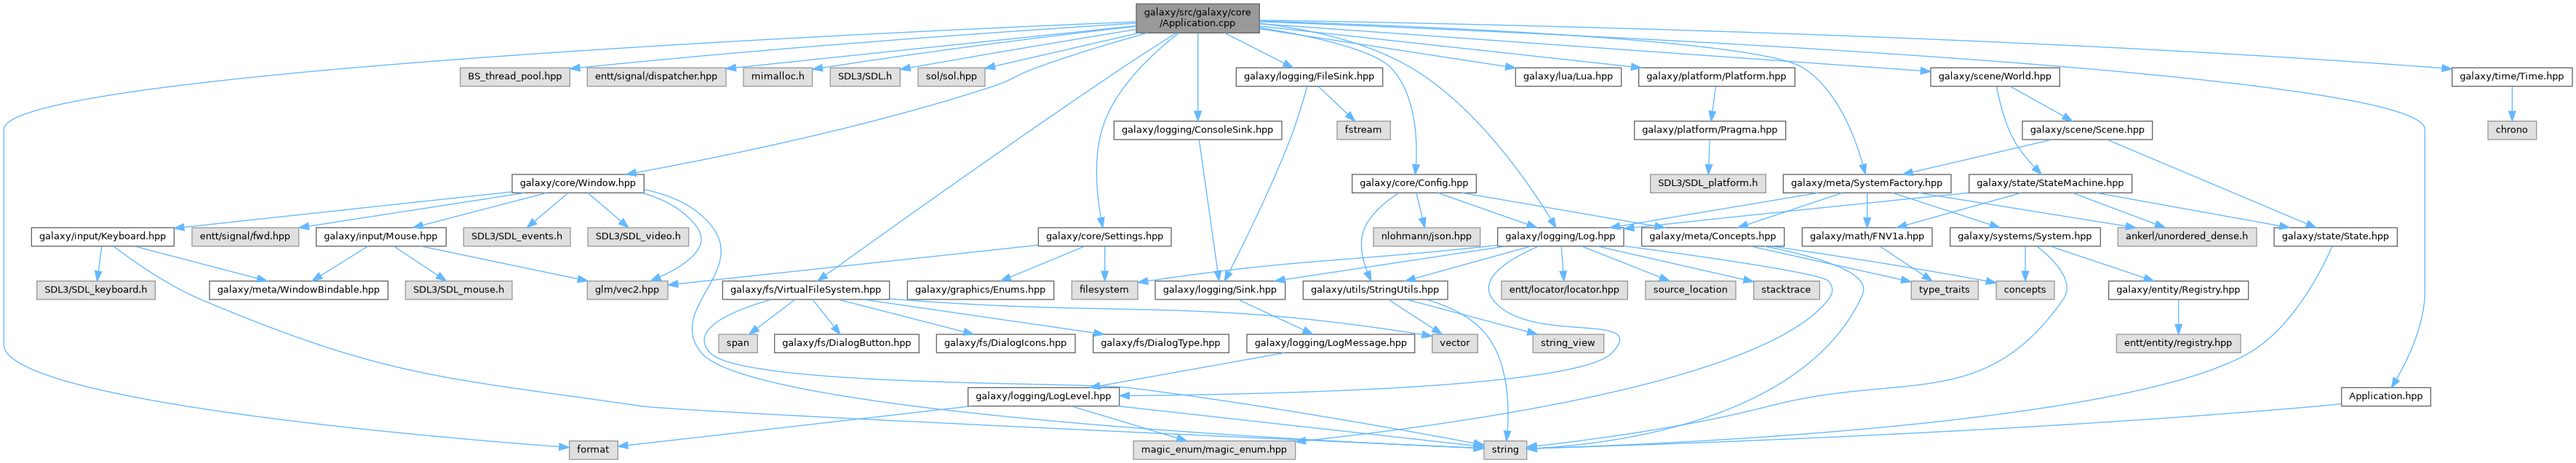 galaxy/src/galaxy/core
/Application.cpp
BS_thread_pool.hpp
entt/signal/dispatcher.hpp
mimalloc.h
SDL3/SDL.h
sol/sol.hpp
galaxy/logging/FileSink.hpp
galaxy/lua/Lua.hpp
galaxy/platform/Platform.hpp
galaxy/scene/World.hpp
galaxy/time/Time.hpp
galaxy/logging/ConsoleSink.hpp
fstream
galaxy/platform/Pragma.hpp
galaxy/scene/Scene.hpp
chrono
galaxy/core/Window.hpp
galaxy/core/Config.hpp
SDL3/SDL_platform.h
galaxy/meta/SystemFactory.hpp
galaxy/state/StateMachine.hpp
galaxy/input/Keyboard.hpp
entt/signal/fwd.hpp
galaxy/input/Mouse.hpp
SDL3/SDL_events.h
SDL3/SDL_video.h
galaxy/core/Settings.hpp
nlohmann/json.hpp
galaxy/logging/Log.hpp
galaxy/meta/Concepts.hpp
galaxy/math/FNV1a.hpp
galaxy/systems/System.hpp
ankerl/unordered_dense.h
galaxy/state/State.hpp
SDL3/SDL_keyboard.h
galaxy/meta/WindowBindable.hpp
SDL3/SDL_mouse.h
glm/vec2.hpp
galaxy/fs/VirtualFileSystem.hpp
galaxy/graphics/Enums.hpp
filesystem
galaxy/logging/Sink.hpp
galaxy/utils/StringUtils.hpp
entt/locator/locator.hpp
source_location
stacktrace
type_traits
concepts
galaxy/entity/Registry.hpp
span
galaxy/fs/DialogButton.hpp
galaxy/fs/DialogIcons.hpp
galaxy/fs/DialogType.hpp
galaxy/logging/LogMessage.hpp
vector
string_view
entt/entity/registry.hpp
galaxy/logging/LogLevel.hpp
Application.hpp
format
magic_enum/magic_enum.hpp
string